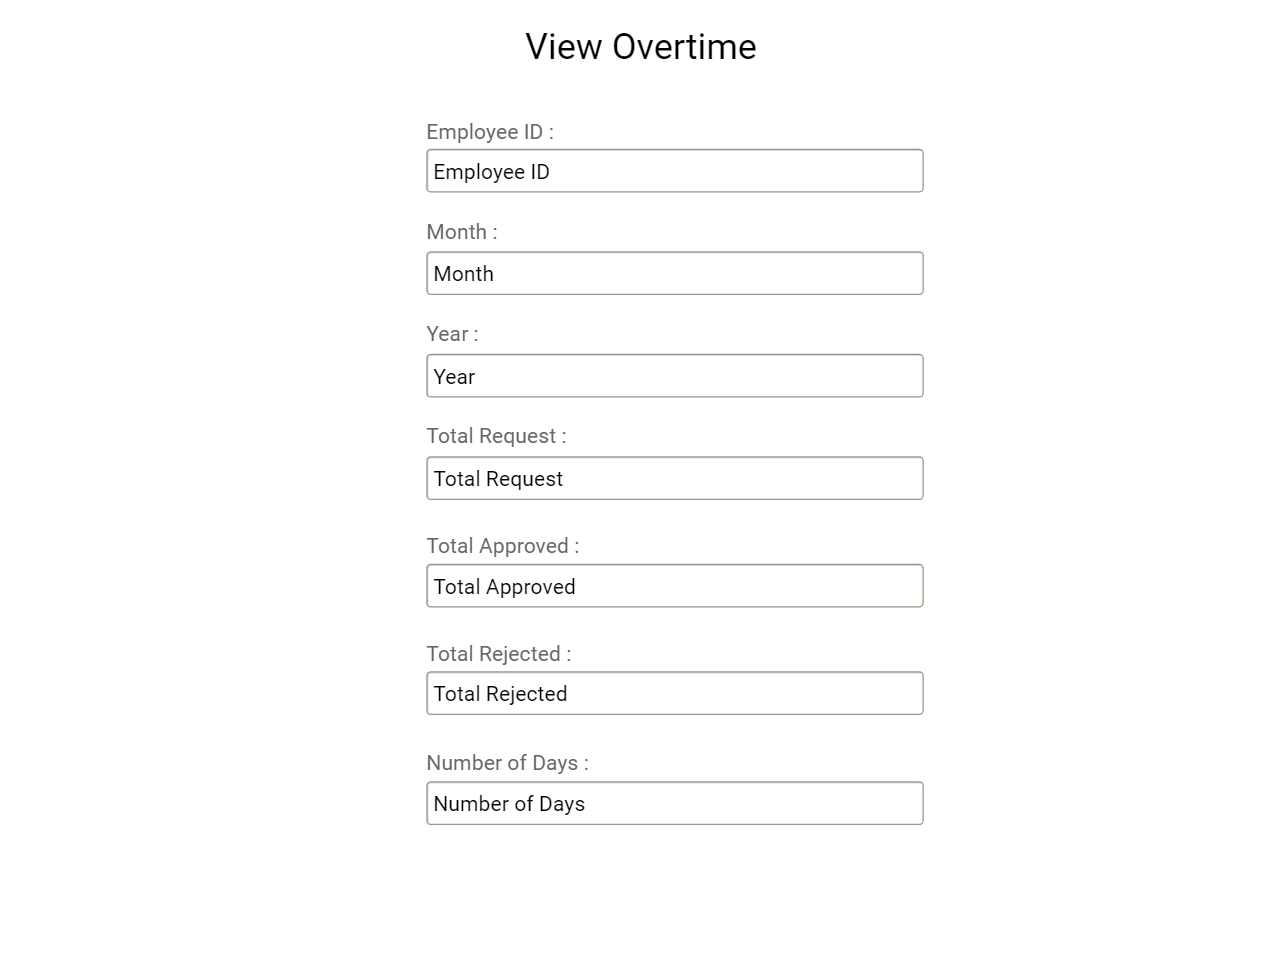 View Overtime
Employee ID :
Employee ID
Month :
Month
Year :
Year
Total Request :
Total Request
Total Approved :
Total Approved
Total Rejected :
Total Rejected
Number of Days :
Number of Days